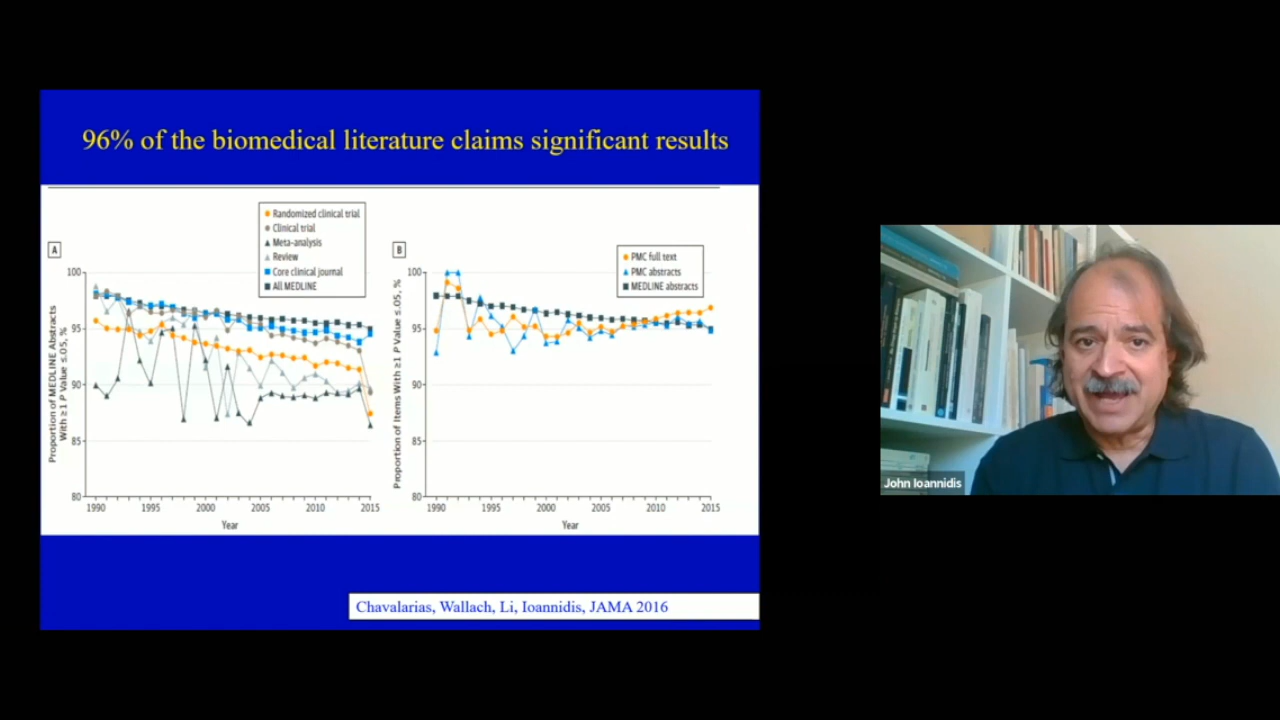 96% of the biomedical literature claims significant results
A
Randomized clinical trial
Clinical trial
Meta-analysis
Review
Core clinical journal
All MEDLINE
Proportion of MEDLINE Abstracts
With ≥1 P Value ≤.05, %
100
95
90
85
80
1990
1995
2000
2005
2010
2015
Year
B
PMC full text
PMC abstracts
MEDLINE abstracts
Proportion of Items With ≥1 P Value ≤.05, %
100
95
90
85
80
1990
1995
2000
2005
2010
2015
Year
Chavalarias, Wallach, Li, Ioannidis, JAMA 2016
John Ioannidis